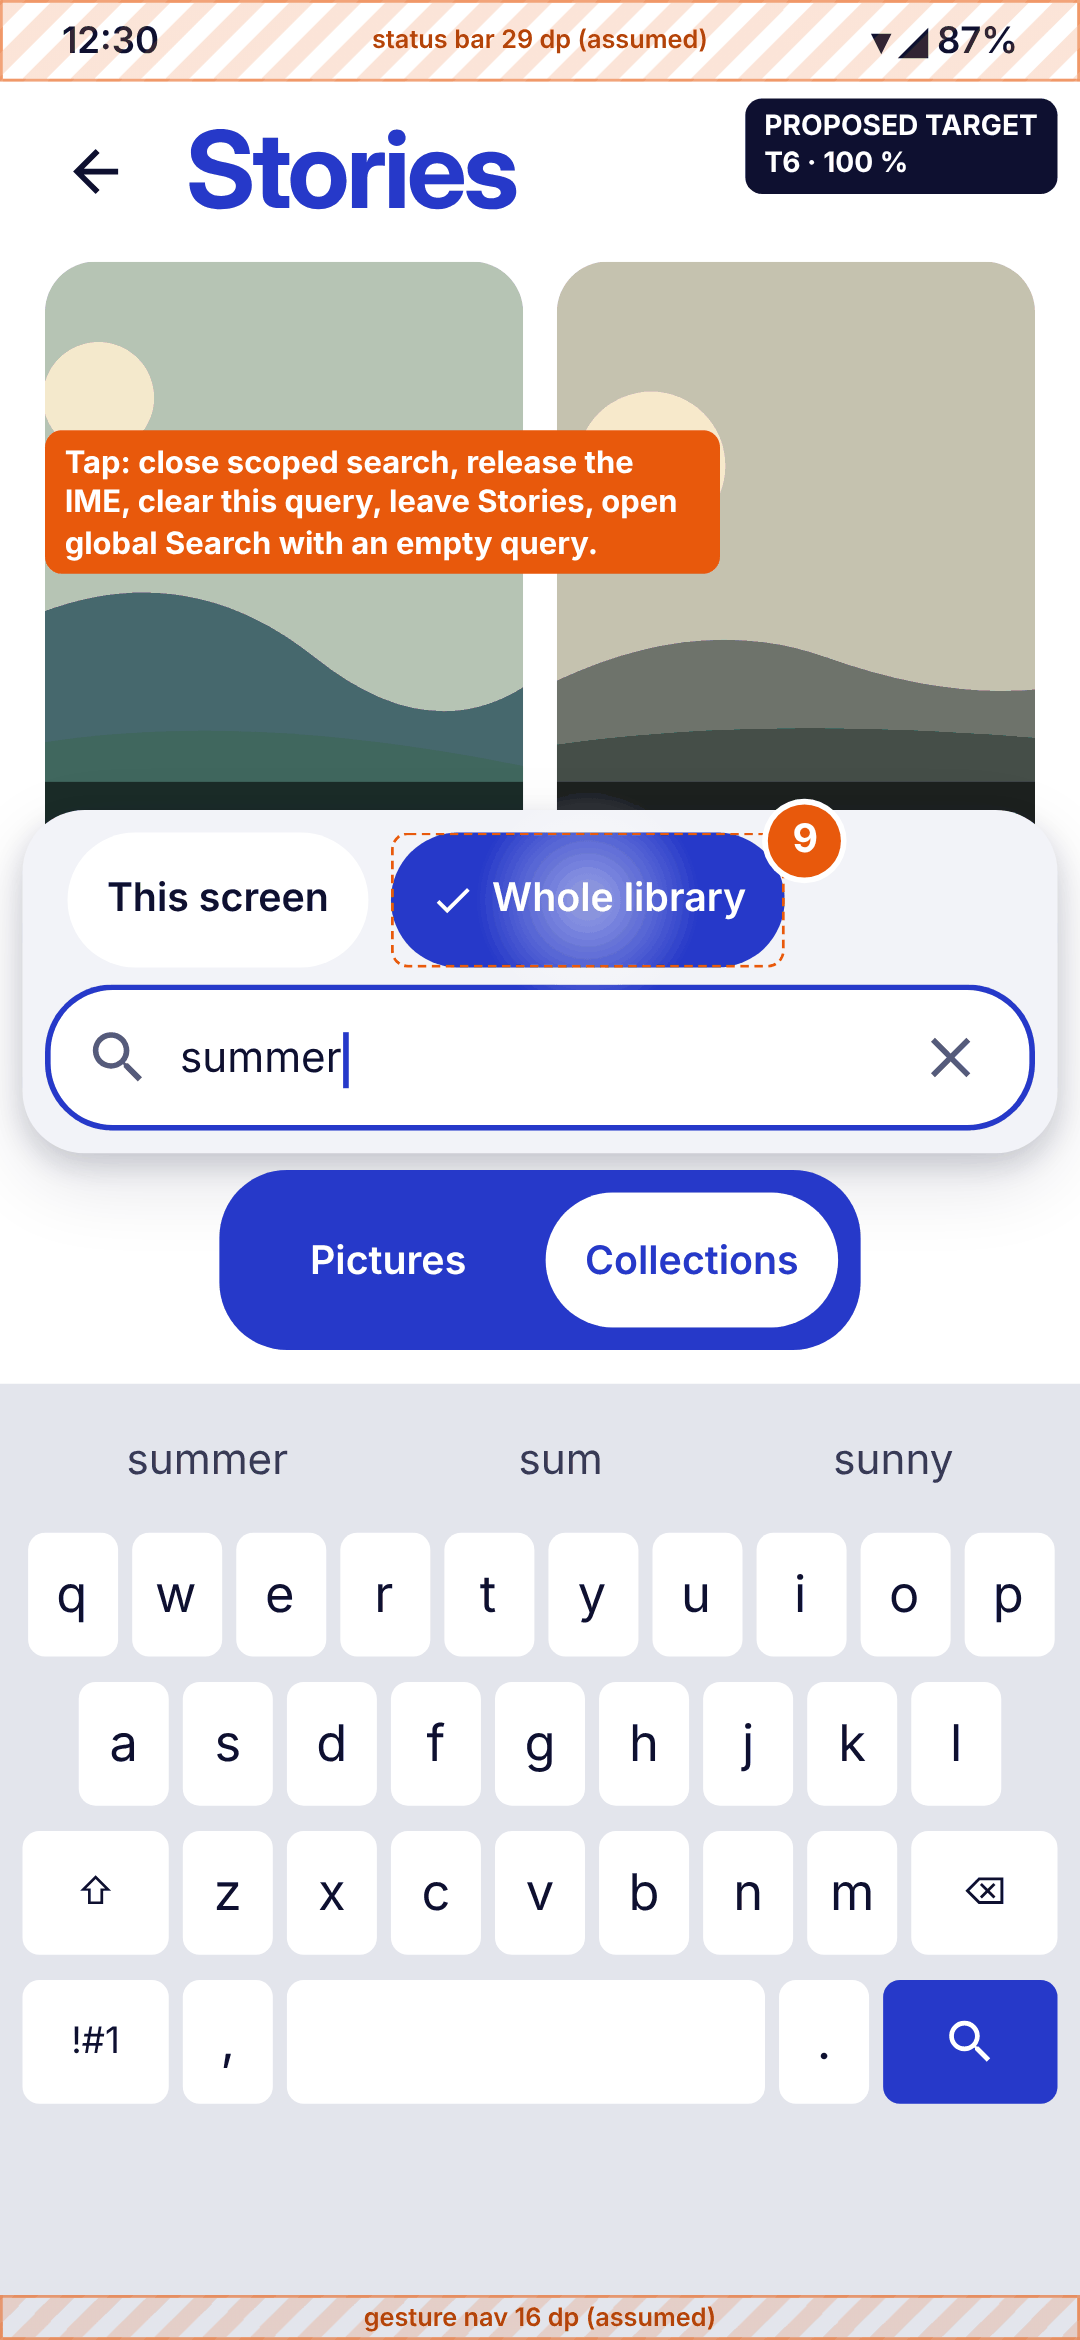 12:30 status bar 29 dp (assumed) 87%
PROPOSED TARGET
T6 · 100 %
Stories
Tap: close scoped search, release the
IME, clear this query, leave Stories, open
global Search with an empty query.
9
This screen Whole library
summer
Pictures Collections
summer sum sunny
q w e r t y u i o p
a s d f g h j k l
z x c v b n m
!#1 , .
gesture nav 16 dp (assumed)